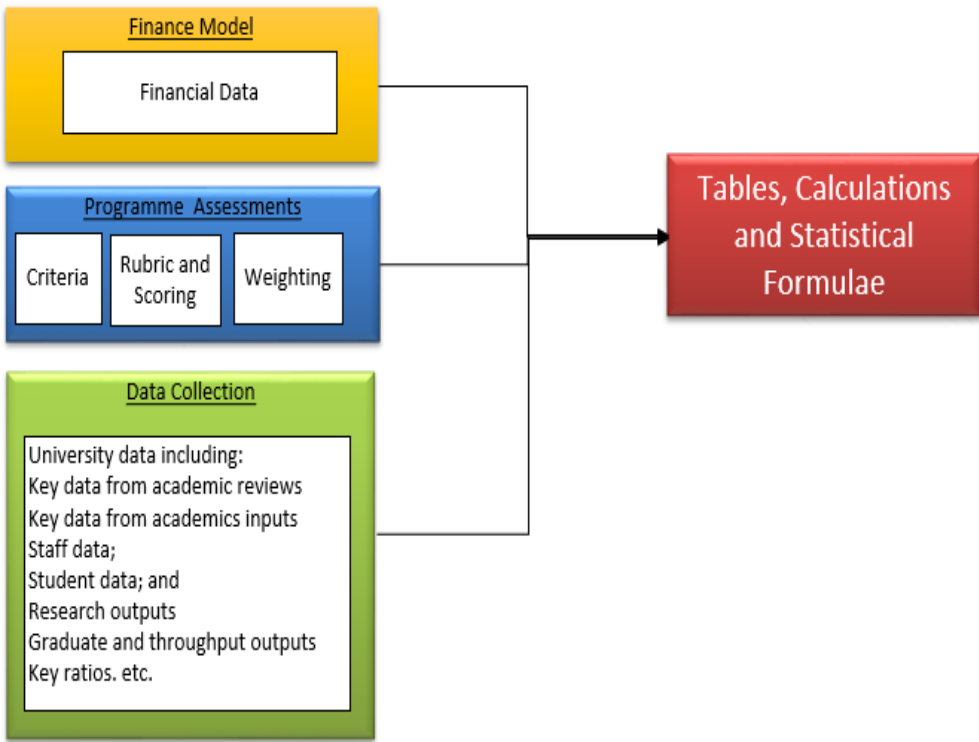 Finance Model
Financial Data
Programme Assessments
Criteria
Rubric and
Scoring
Weighting
Data Collection
University data including:
Key data from academic reviews
Key data from academics inputs
Staff data;
Student data; and
Research outputs
Graduate and throughput outputs
Key ratios. etc.
Tables, Calculations
and Statistical
Formulae